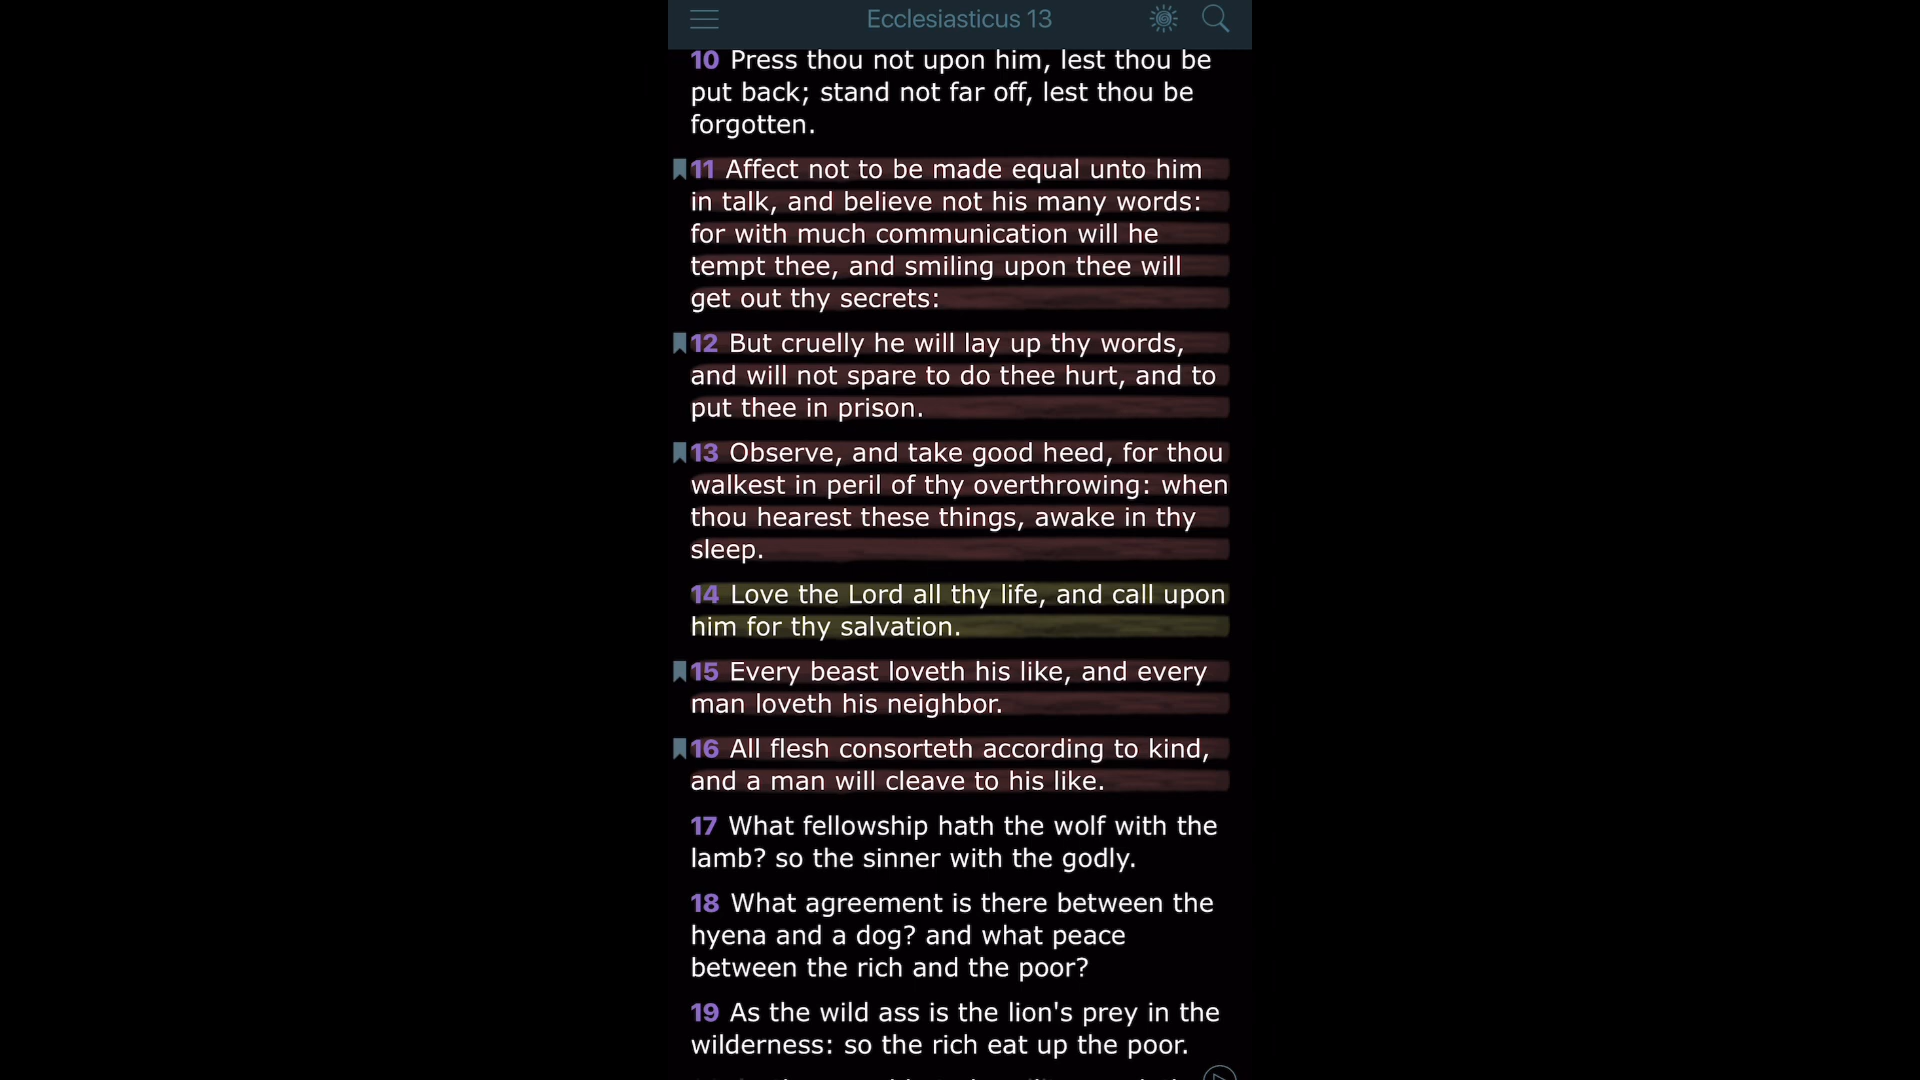 Ecclesiasticus 13
10 Press thou not upon him, lest thou be
put back; stand not far off, lest thou be
forgotten.
11 Affect not to be made equal unto him
in talk, and believe not his many words:
for with much communication will he
tempt thee, and smiling upon thee will
get out thy secrets:
12 But cruelly he will lay up thy words,
and will not spare to do thee hurt, and to
put thee in prison.
13 Observe, and take good heed, for thou
walkest in peril of thy overthrowing: when
thou hearest these things, awake in thy
sleep.
14 Love the Lord all thy life, and call upon
him for thy salvation.
15 Every beast loveth his like, and every
man loveth his neighbor.
16 All flesh consorteth according to kind,
and a man will cleave to his like.
17 What fellowship hath the wolf with the
lamb? so the sinner with the godly.
18 What agreement is there between the
hyena and a dog? and what peace
between the rich and the poor?
19 As the wild ass is the lion's prey in the
wilderness: so the rich eat up the poor.